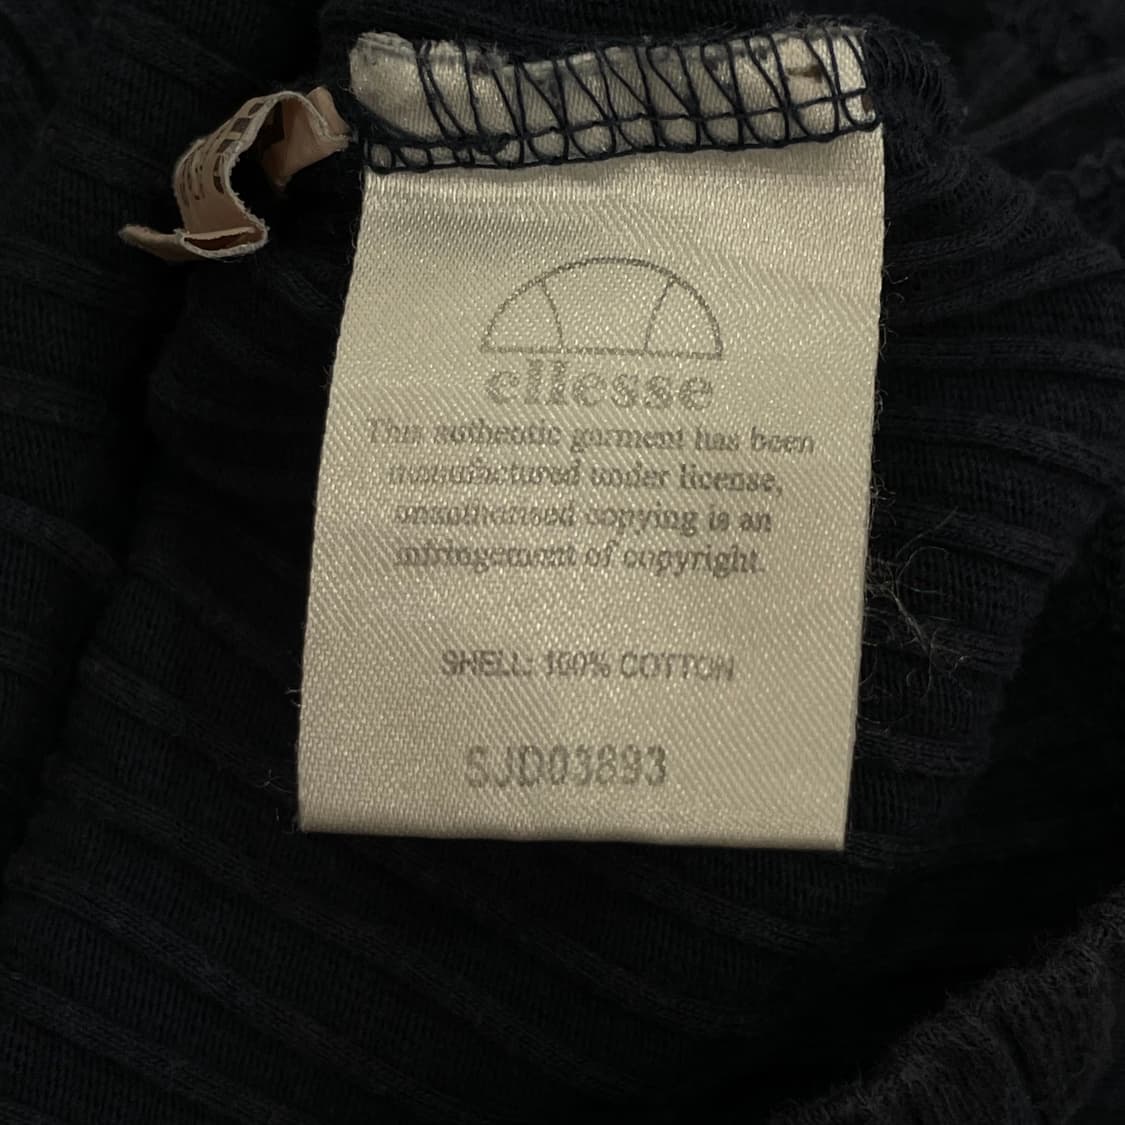 ellesse
This authentic garment has been
manufactured under license,
unauthorised copying is an
infringement of copyright.
SHELL: 100% COTTON
SJD03893